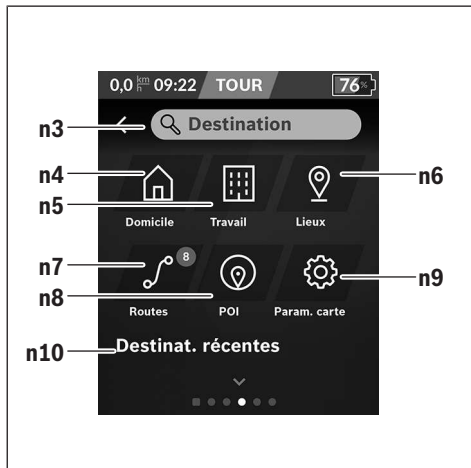 0,0 km/h 09:22 TOUR 76%
n3 Destination
n4 n6
n5
Domicile Travail Lieux
n7 8 n9
n8
Routes POI Param. carte
n10 Destinat. récentes